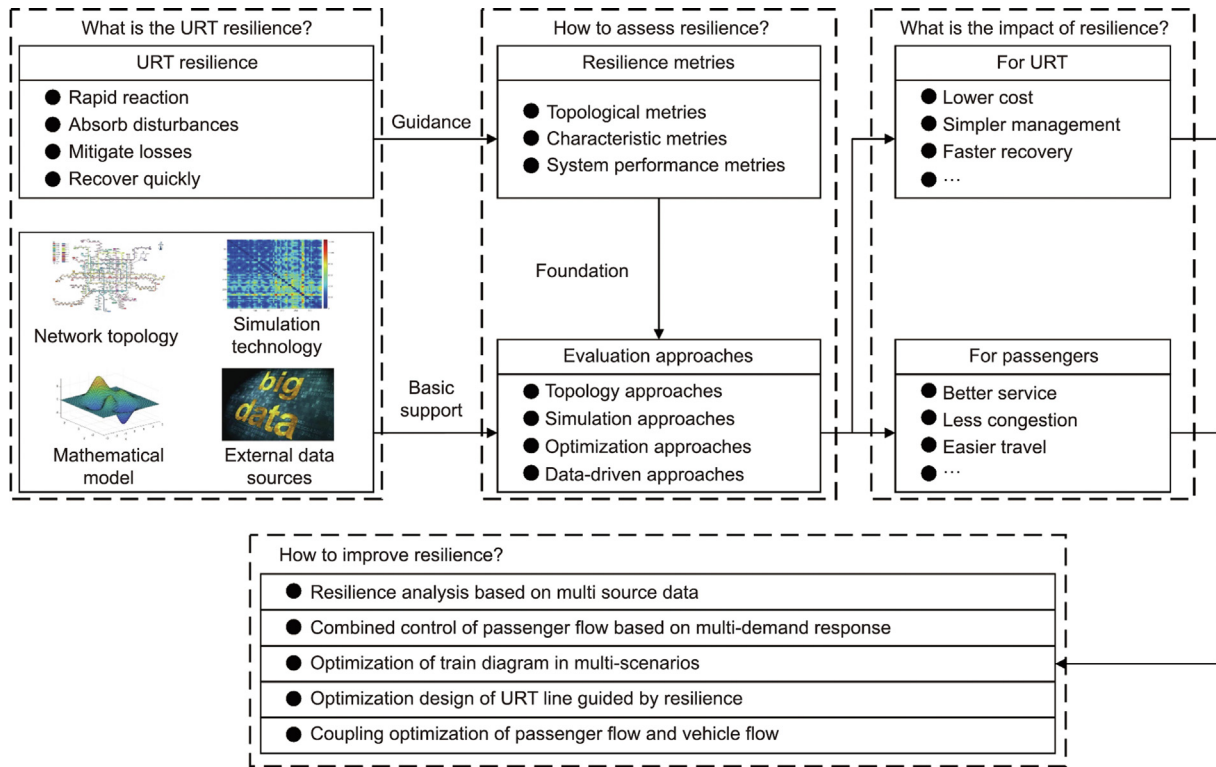 What is the URT resilience?
URT resilience
Rapid reaction
Absorb disturbances
Mitigate losses
Recover quickly
Network topology
Simulation
technology
Mathematical
model
big
data
External data
sources
Guidance
Basic
support
How to assess resilience?
Resilience metries
Topological metries
Characteristic metries
System performance metries
Foundation
Evaluation approaches
Topology approaches
Simulation approaches
Optimization approaches
Data-driven approaches
What is the impact of resilience?
For URT
Lower cost
Simpler management
Faster recovery
...
For passengers
Better service
Less congestion
Easier travel
...
How to improve resilience?
Resilience analysis based on multi source data
Combined control of passenger flow based on multi-demand response
Optimization of train diagram in multi-scenarios
Optimization design of URT line guided by resilience
Coupling optimization of passenger flow and vehicle flow